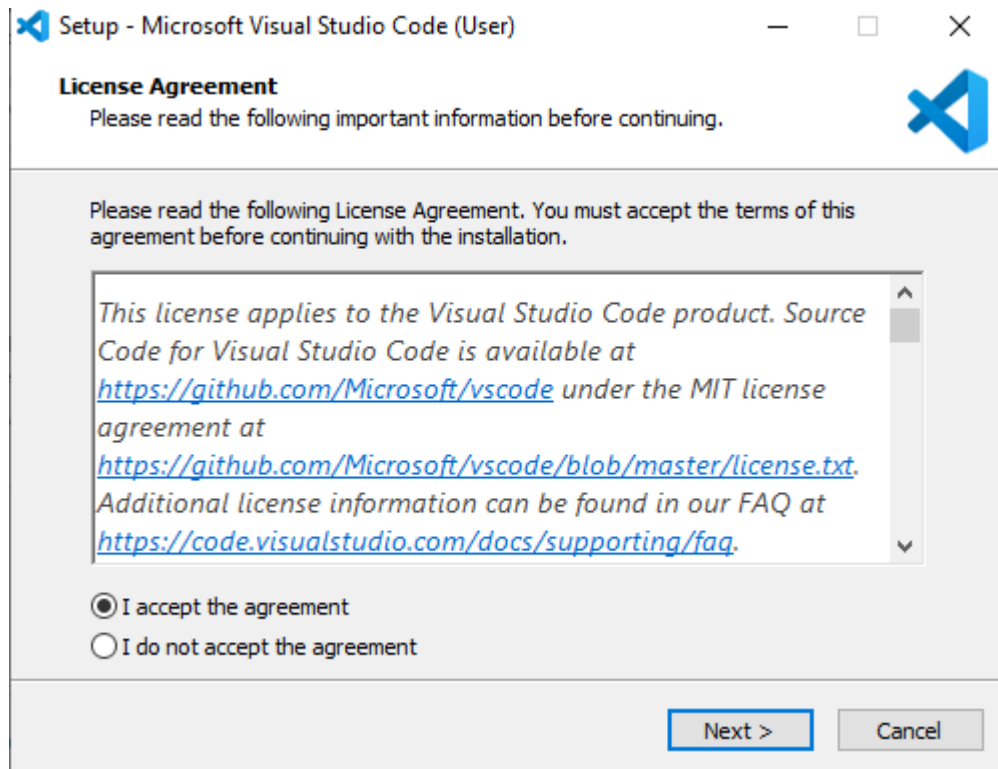 Setup - Microsoft Visual Studio Code (User)
License Agreement
Please read the following important information before continuing.
Please read the following License Agreement. You must accept the terms of this
agreement before continuing with the installation.
This license applies to the Visual Studio Code product. Source
Code for Visual Studio Code is available at
https://github.com/Microsoft/vscode under the MIT license
agreement at
https://github.com/Microsoft/vscode/blob/master/license.txt.
Additional license information can be found in our FAQ at
https://code.visualstudio.com/docs/supporting/faq.
I accept the agreement
I do not accept the agreement
Next > Cancel